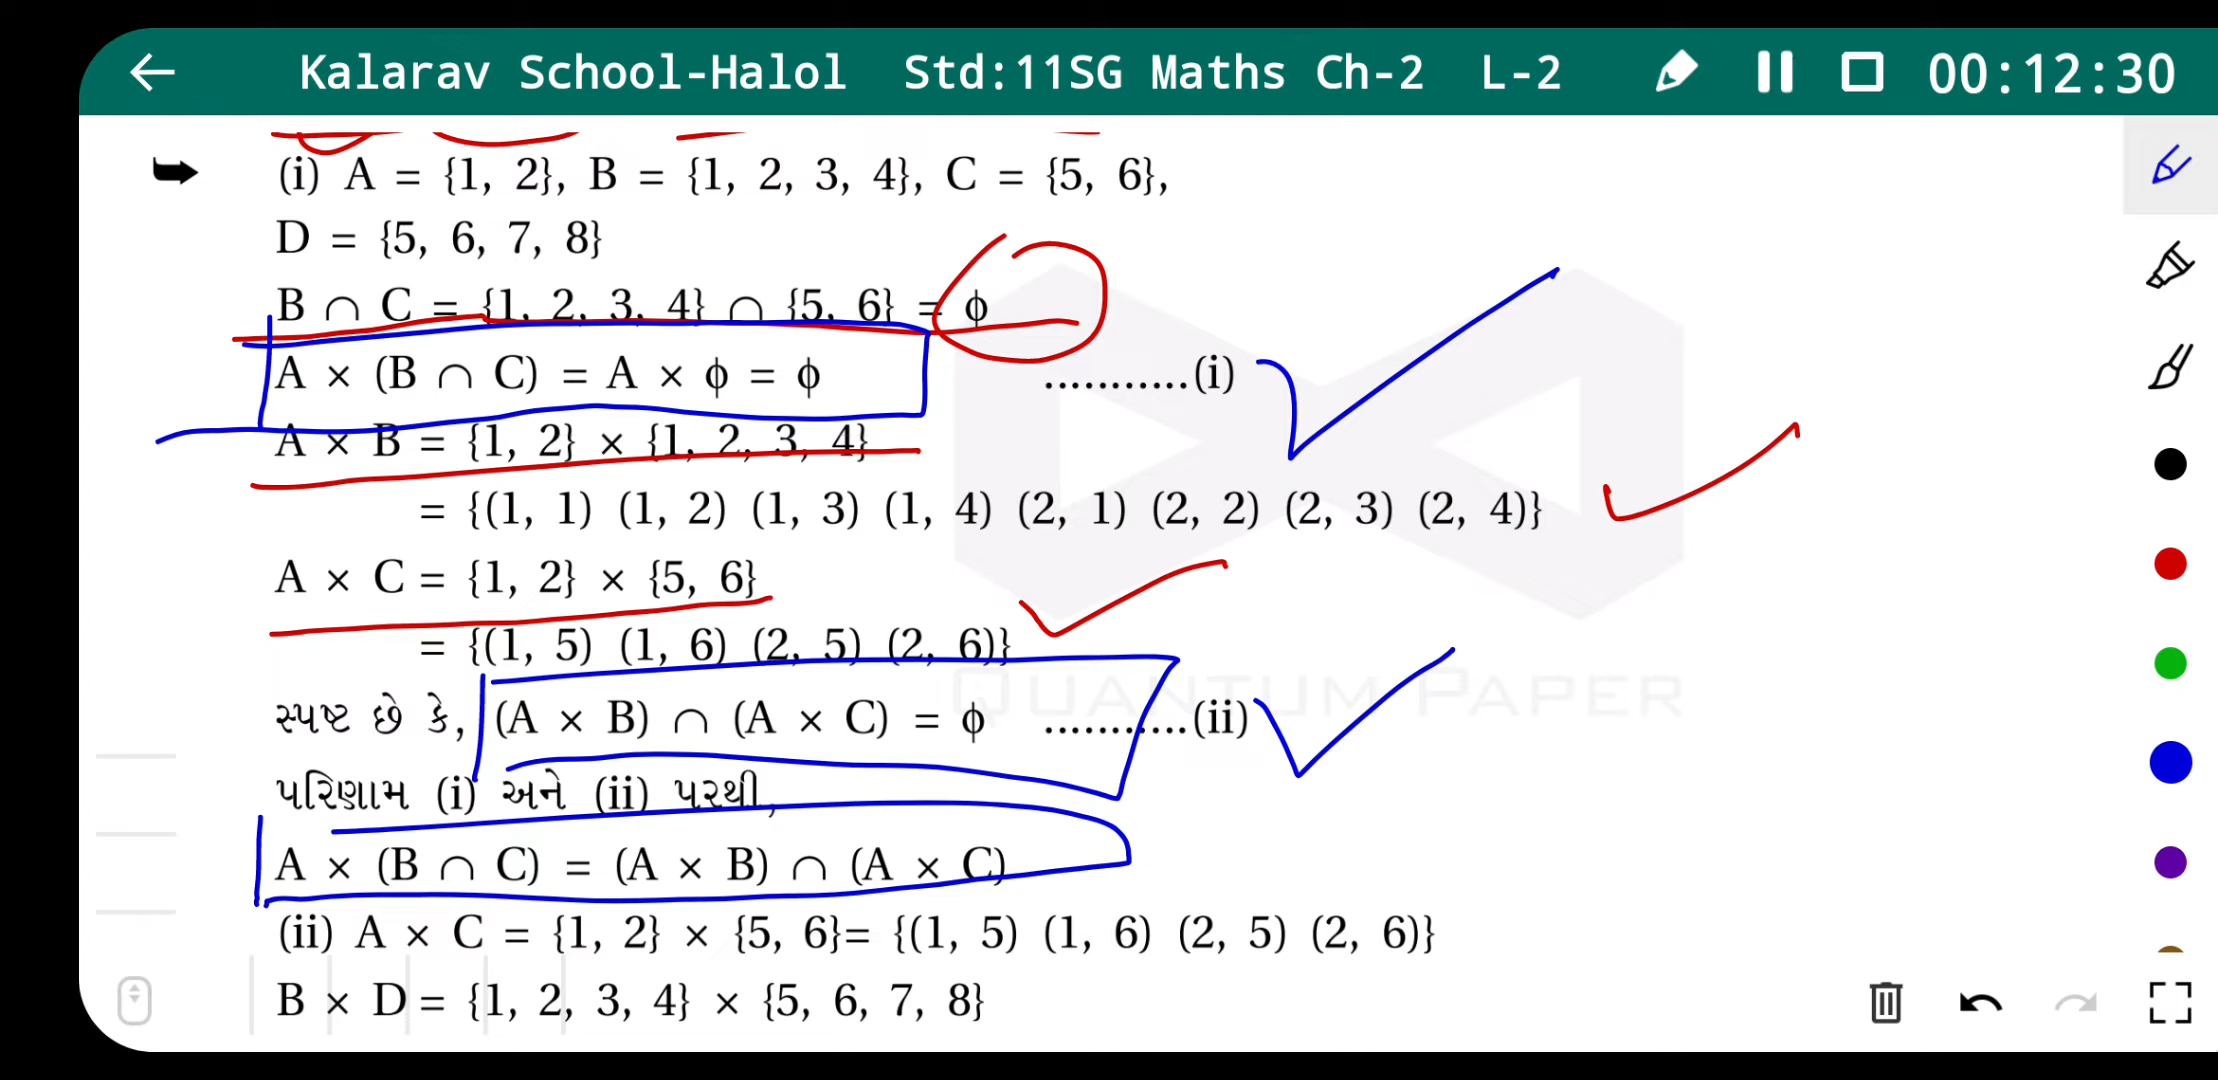 Kalarav School-Halol Std:11SG Maths Ch-2 L-2 00:12:30
(i) A = {1, 2}, B = {1, 2, 3, 4}, C = {5, 6},
D = {5, 6, 7, 8}
B ∩ C = {1, 2, 3, 4} ∩ {5, 6} = ϕ
A × (B ∩ C) = A × ϕ = ϕ ...........(i)
A × B = {1, 2} × {1, 2, 3, 4}
= {(1, 1) (1, 2) (1, 3) (1, 4) (2, 1) (2, 2) (2, 3) (2, 4)}
A × C = {1, 2} × {5, 6}
= {(1, 5) (1, 6) (2, 5) (2, 6)}
QUANTUM PAPER
સ્પષ્ટ છે કે, (A × B) ∩ (A × C) = ϕ ...........(ii)
પરિણામ (i) અને (ii) પરથી,
A × (B ∩ C) = (A × B) ∩ (A × C)
(ii) A × C = {1, 2} × {5, 6}= {(1, 5) (1, 6) (2, 5) (2, 6)}
B × D = {1, 2, 3, 4} × {5, 6, 7, 8}